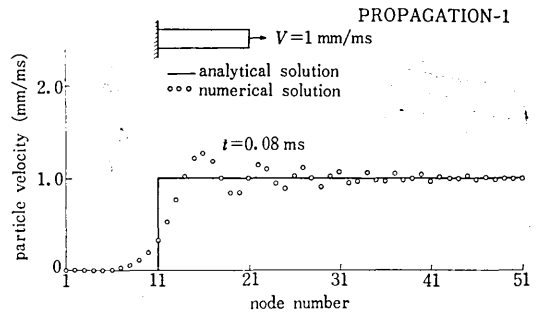 PROPAGATION-1
V=1 mm/ms
analytical solution
numerical solution
t=0.08 ms
particle velocity (mm/ms)
2.0
1.0
0
1 11 21 31 41 51
node number